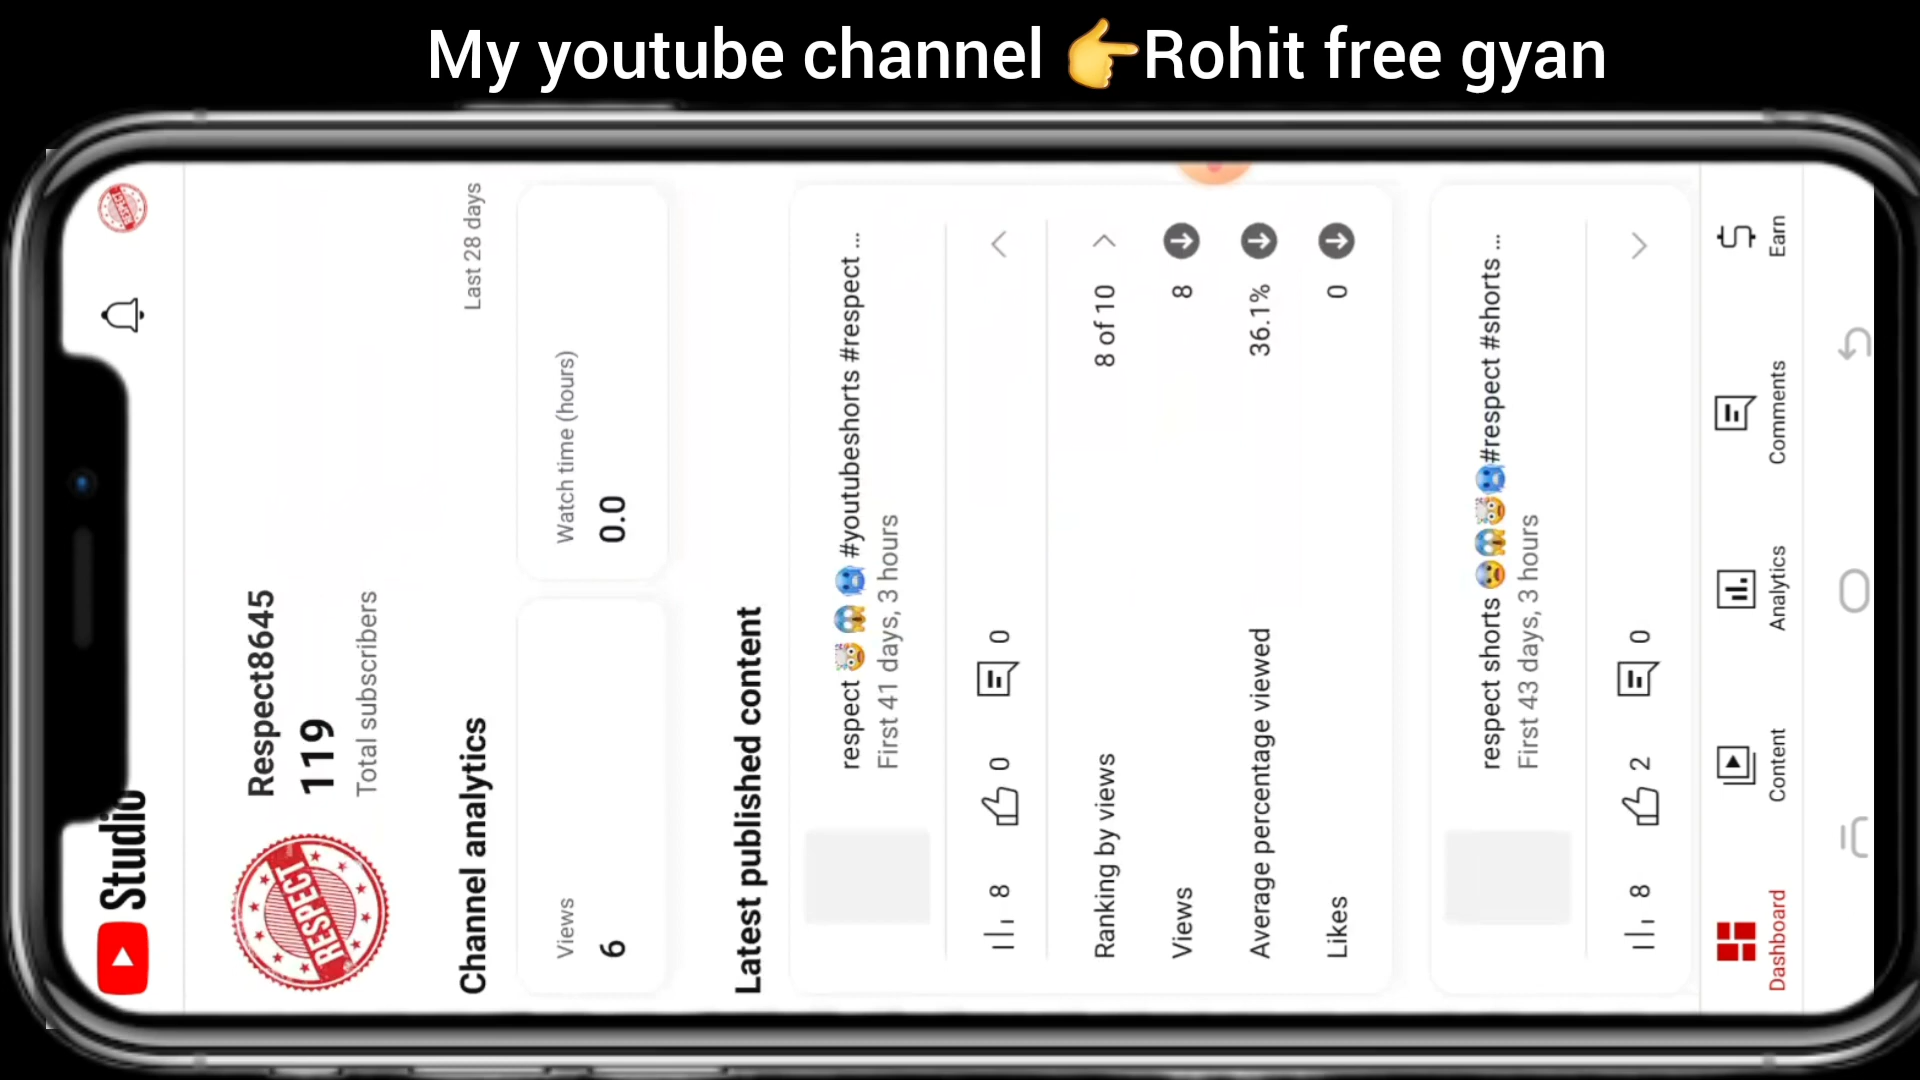 My youtube channel 👉Rohit free gyan
Studio
RESPECT
Respect8645
119
Total subscribers
Channel analytics
Last 28 days
Views
6
Watch time (hours)
0.0
Latest published content
respect 🤯 😱 🥶 #youtubeshorts #respect ...
First 41 days, 3 hours
8 0 0
Ranking by views 8 of 10
Views 8
Average percentage viewed 36.1%
Likes 0
respect shorts 😨😱🤯🥶#respect #shorts ...
First 43 days, 3 hours
8 2 0
Dashboard Content Analytics Comments Earn